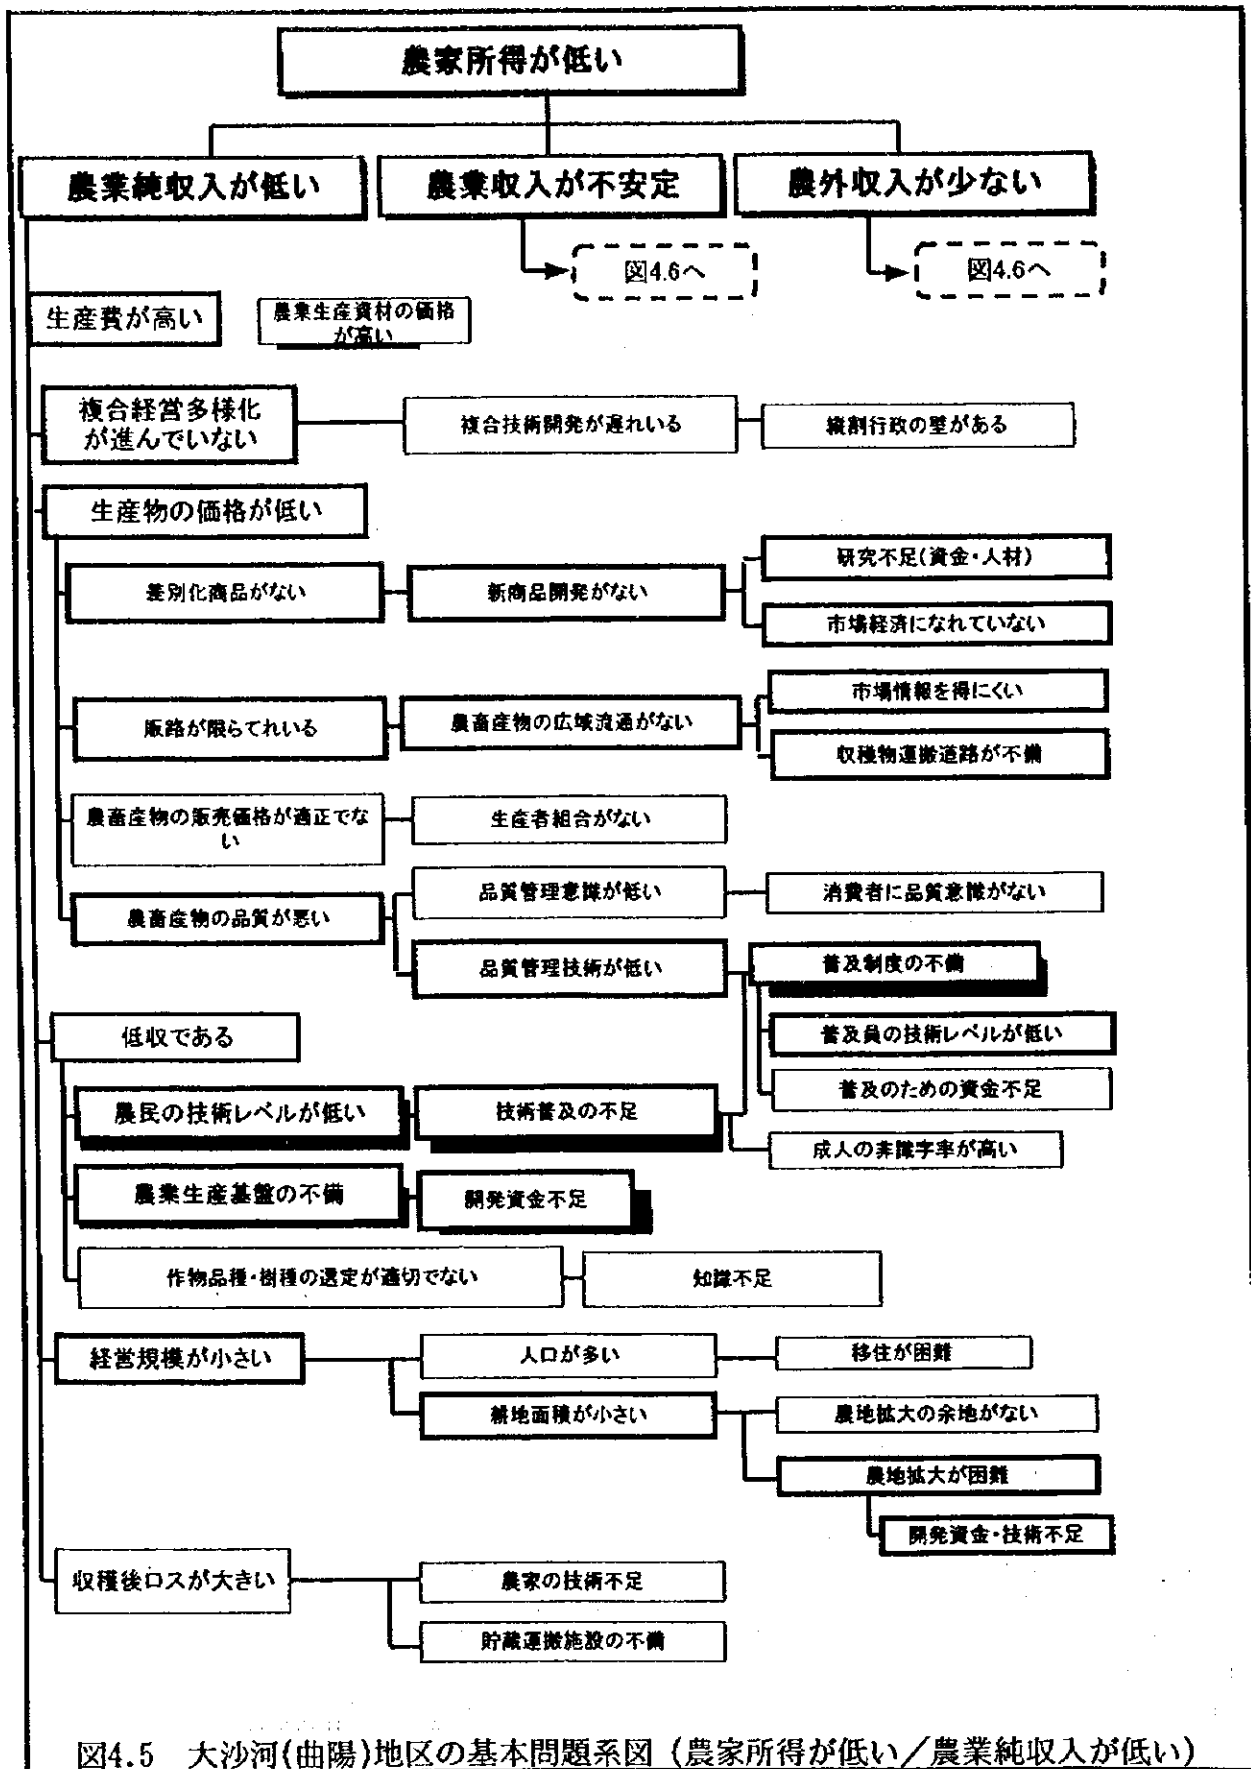 農家所得が低い
農業純収入が低い
農業収入が不安定
農外収入が少ない
図4.6へ
図4.6へ
生産費が高い
農業生産資材の価格
が高い
複合経営多様化
が進んでいない
複合技術開発が遅れいる
縦割行政の壁がある
生産物の価格が低い
差別化商品がない
新商品開発がない
研究不足(資金・人材)
市場経済になれていない
販路が限らてれいる
農畜産物の広域流通がない
市場情報を得にくい
収穫物運搬道路が不備
農畜産物の販売価格が適正でな
い
生産者組合がない
農畜産物の品質が悪い
品質管理意識が低い
消費者に品質意識がない
品質管理技術が低い
普及制度の不備
普及員の技術レベルが低い
普及のための資金不足
低収である
農民の技術レベルが低い
技術普及の不足
成人の非識字率が高い
農業生産基盤の不備
開発資金不足
作物品種・樹種の選定が適切でない
知識不足
経営規模が小さい
人口が多い
移住が困難
耕地面積が小さい
農地拡大の余地がない
農地拡大が困難
開発資金・技術不足
収穫後ロスが大きい
農家の技術不足
貯蔵運搬施設の不備
図4.5 大沙河(曲陽)地区の基本問題系図（農家所得が低い／農業純収入が低い）